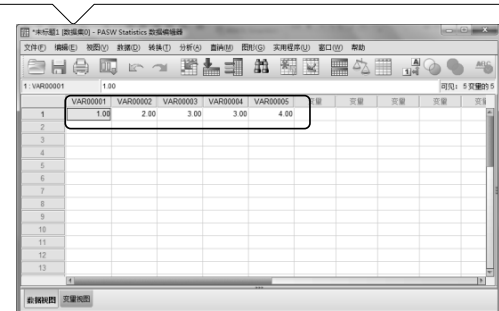 *未标题1 [数据集0] - PASW Statistics 数据编辑器
文件(F) 编辑(E) 视图(V) 数据(D) 转换(T) 分析(A) 直销(M) 图形(G) 实用程序(U) 窗口(W) 帮助
1 : VAR00001 1.00 可见: 5 变量的 5
VAR00001 VAR00002 VAR00003 VAR00004 VAR00005 变量 变量 变量 变量
1 1.00 2.00 3.00 3.00 4.00
2
3
4
5
6
7
8
9
10
11
12
13
数据视图 变量视图